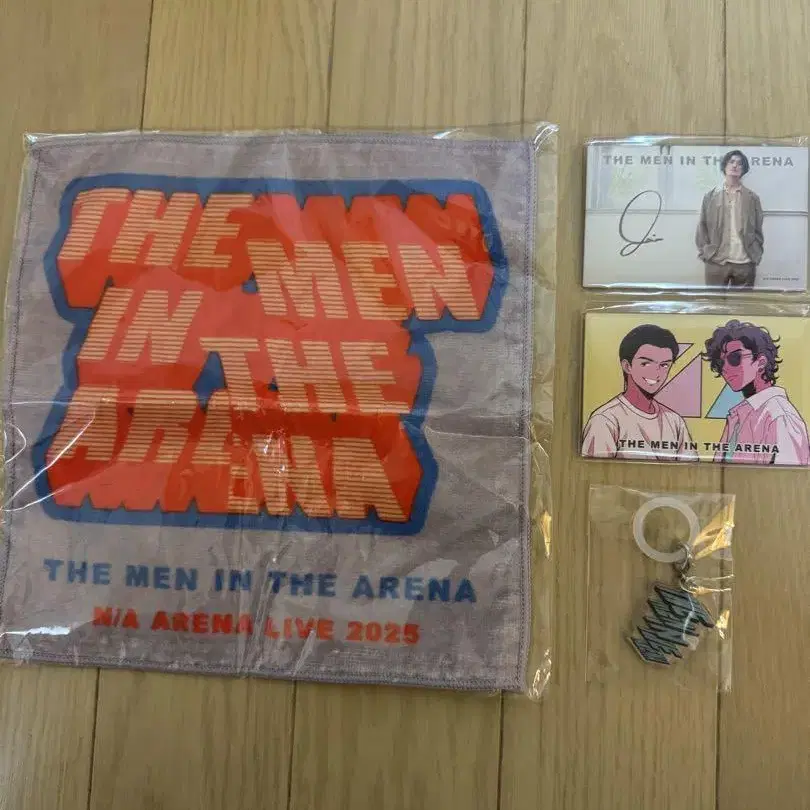 THE MEN
IN THE
ARENA
THE MEN IN THE ARENA
N/A ARENA LIVE 2025
THE MEN IN THE ARENA
THE MEN IN THE ARENA